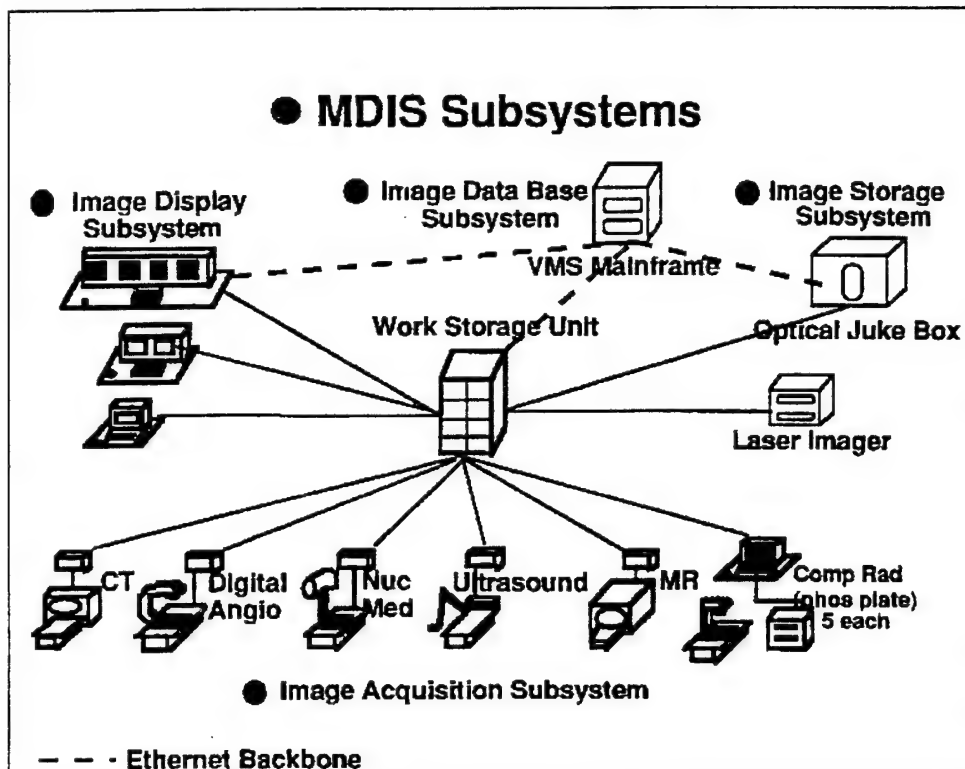 ● MDIS Subsystems
● Image Display
Subsystem
● Image Data Base
Subsystem
● Image Storage
Subsystem
VMS Mainframe
Work Storage Unit
Optical Juke Box
Laser Imager
CT
Digital
Angio
Nuc
Med
Ultrasound
MR
Comp Rad
(phos plate)
5 each
● Image Acquisition Subsystem
– – - Ethernet Backbone